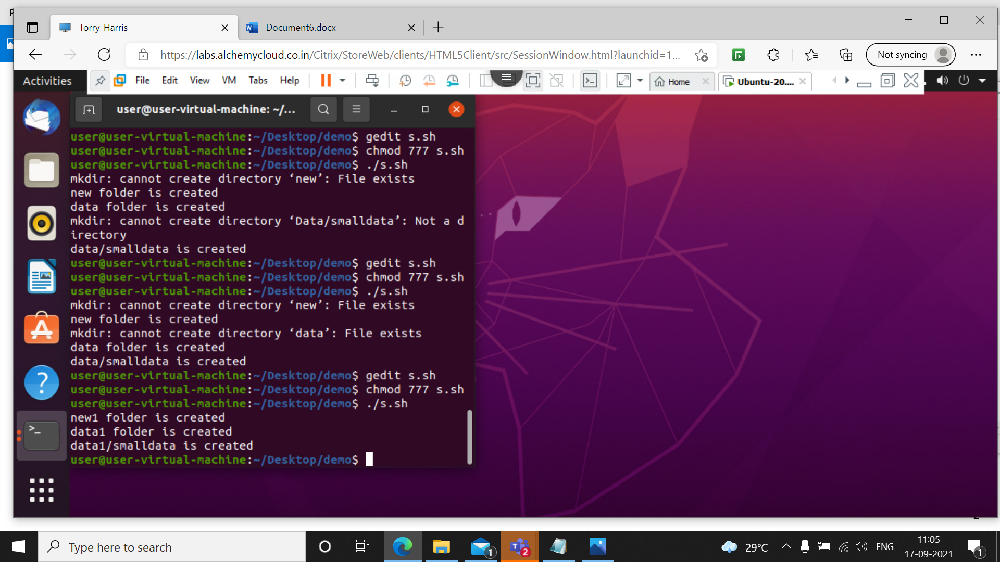 Torry-Harris
Document6.docx
https://labs.alchemycloud.co.in/Citrix/StoreWeb/clients/HTML5Client/src/SessionWindow.html?launchid=1...
Not syncing
Activities
File Edit View VM Tabs Help
Home
Ubuntu-20....
user@user-virtual-machine: ~/...
user@user-virtual-machine:~/Desktop/demo$ gedit s.sh
user@user-virtual-machine:~/Desktop/demo$ chmod 777 s.sh
user@user-virtual-machine:~/Desktop/demo$ ./s.sh
mkdir: cannot create directory ‘new’: File exists
new folder is created
data folder is created
mkdir: cannot create directory ‘Data/smalldata’: Not a d
irectory
data/smalldata is created
user@user-virtual-machine:~/Desktop/demo$ gedit s.sh
user@user-virtual-machine:~/Desktop/demo$ chmod 777 s.sh
user@user-virtual-machine:~/Desktop/demo$ ./s.sh
mkdir: cannot create directory ‘new’: File exists
new folder is created
mkdir: cannot create directory ‘data’: File exists
data folder is created
data/smalldata is created
user@user-virtual-machine:~/Desktop/demo$ gedit s.sh
user@user-virtual-machine:~/Desktop/demo$ chmod 777 s.sh
user@user-virtual-machine:~/Desktop/demo$ ./s.sh
new1 folder is created
data1 folder is created
data1/smalldata is created
user@user-virtual-machine:~/Desktop/demo$
Type here to search
1
2
29°C
ENG
11:05
17-09-2021
1